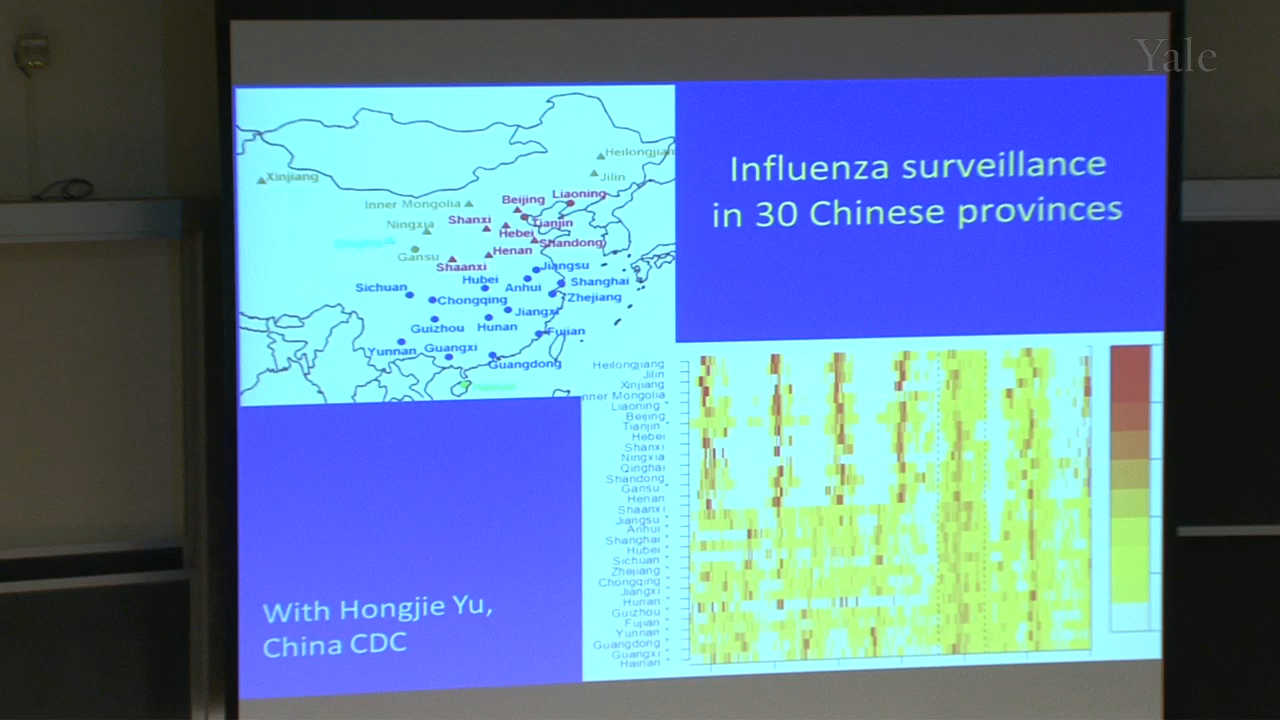 Yale
Influenza surveillance
in 30 Chinese provinces
Heilongjian
Xinjiang
Jilin
Inner Mongolia
Beijing
Liaoning
Ningxia
Shanxi
Tianjin
Hebei
Shandong
Gansu
Henan
Shaanxi
Jiangsu
Sichuan
Hubei
Anhui
Shanghai
Chongqing
Zhejiang
Jiangxi
Guizhou
Hunan
Fujian
Yunnan
Guangxi
Guangdong
Hainan
Heilongjiang
Jilin
Xinjiang
nner Mongolia
Liaoning
Beijing
Tianjin
Hebei
Shanxi
Ningxia
Qinghai
Shandong
Gansu
Henan
Shaanxi
Jiangsu
Anhui
Shanghai
Hubei
Sichuan
Zhejiang
Chongqing
Jiangxi
Hunan
Guizhou
Fujian
Yunnan
Guangdong
Guangxi
Hainan
With Hongjie Yu,
China CDC